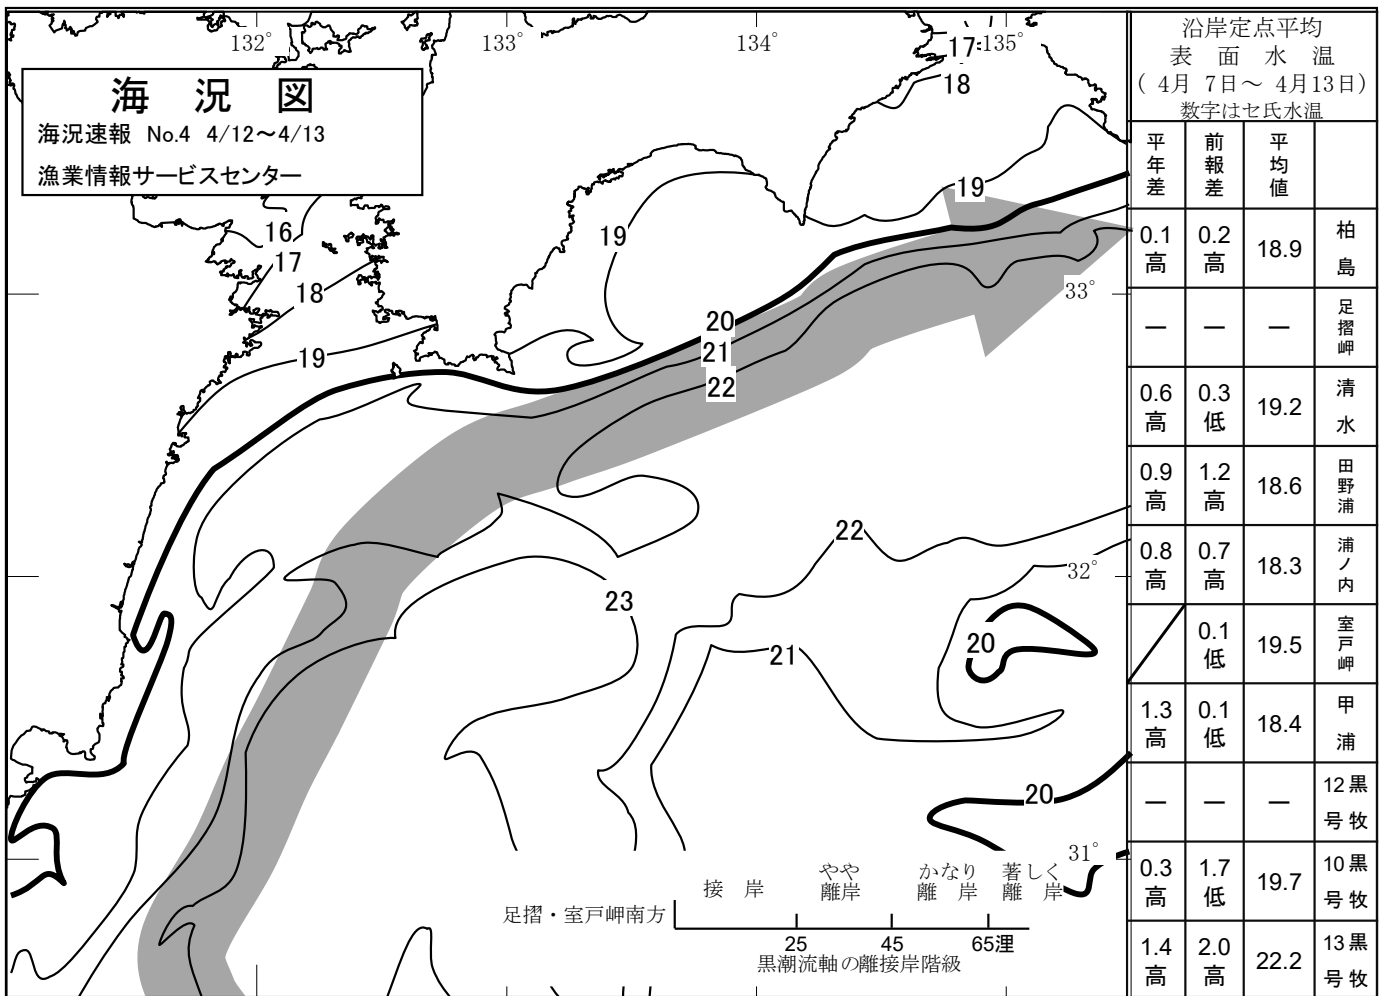 海 況 図
海況速報 No.4 4/12～4/13
漁業情報サービスセンター
132°
133°
134°
135°
17
18
19
16
17
18
19
19
20
21
22
33°
22
23
32°
20
21
20
31°
接 岸
やや
離岸
かなり
離 岸
著しく
離 岸
足摺・室戸岬南方
25 45 65浬
黒潮流軸の離接岸階級
沿岸定点平均
表 面 水 温
( 4月 7日～ 4月13日)
数字はセ氏水温
平年差 前報差 平均値
0.1高 0.2高 18.9 柏島
― ― ― 足摺岬
0.6高 0.3低 19.2 清水
0.9高 1.2高 18.6 田野浦
0.8高 0.7高 18.3 浦ノ内
0.1低 19.5 室戸岬
1.3高 0.1低 18.4 甲浦
― ― ― 黒牧12号
0.3高 1.7低 19.7 黒牧10号
1.4高 2.0高 22.2 黒牧13号